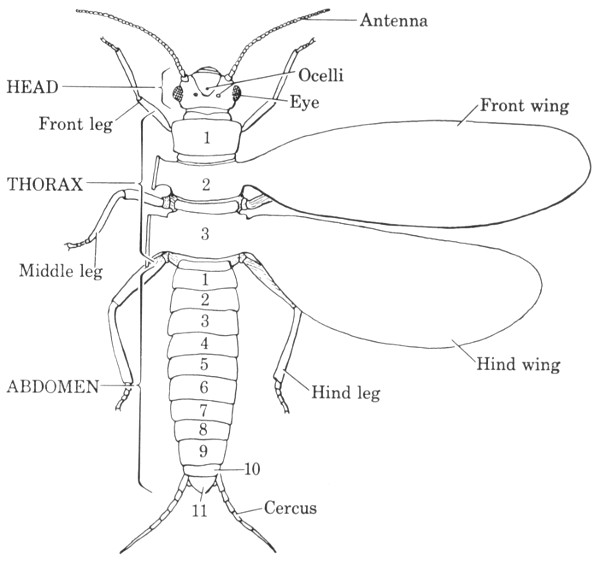 Antenna
Ocelli
HEAD
Eye
Front wing
Front leg
1
THORAX
2
3
Middle leg
1
2
3
4
5
Hind wing
ABDOMEN
6
Hind leg
7
8
9
10
11
Cercus